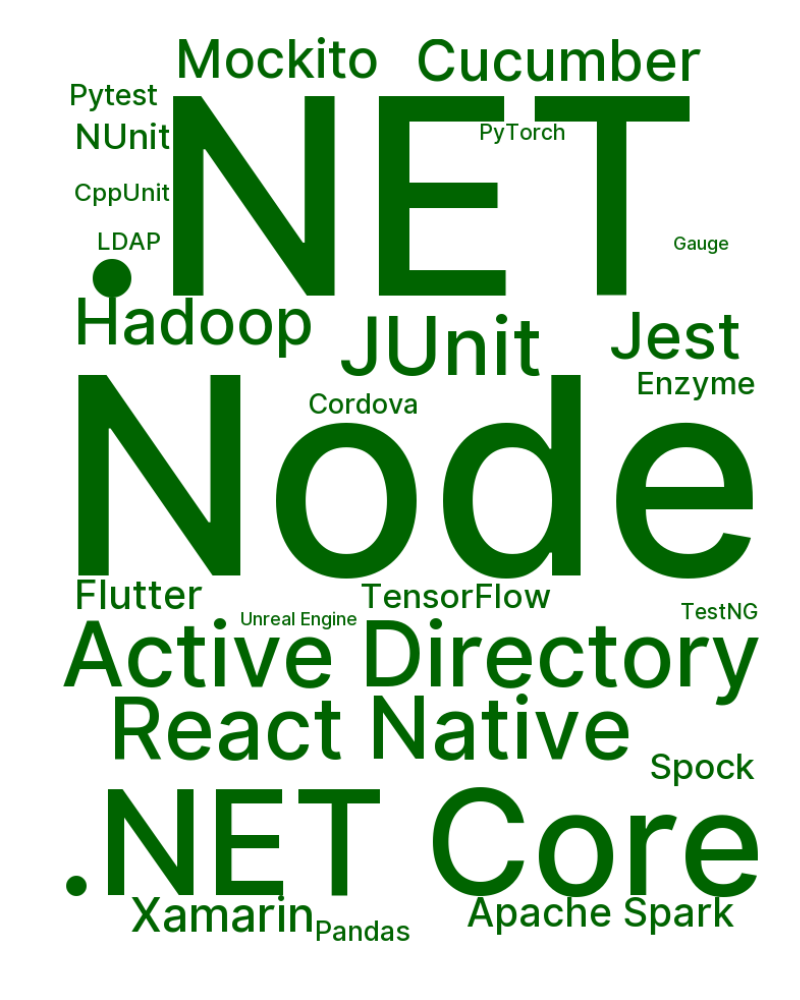 Mockito
Cucumber
Pytest
.NET
PyTorch
NUnit
CppUnit
LDAP
Gauge
Hadoop
JUnit
Jest
Enzyme
Cordova
Node
Flutter
TensorFlow
TestNG
Unreal Engine
Active Directory
React Native
Spock
.NET Core
Xamarin
Pandas
Apache Spark